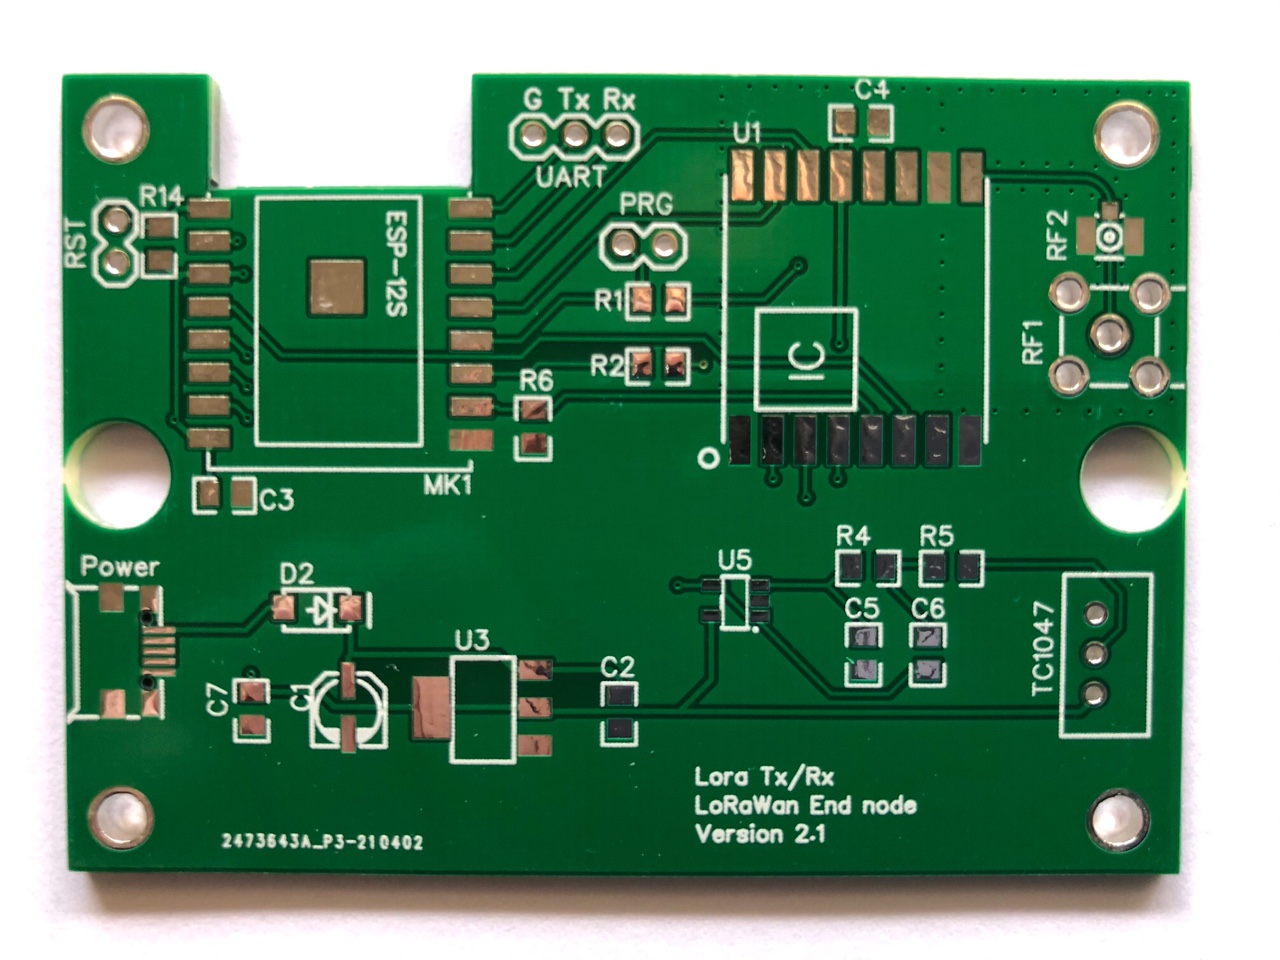 C4
G Tx Rx
U1
UART
R14
PRG
RST
ESP-12S
RF2
R1
RF1
IC
R2
R6
MK1
C3
R4
R5
Power
U5
D2
C5
C6
TC1047
U3
C2
C7
C1
Lora Tx/Rx
LoRaWan End node
Version 2.1
2473643A_P3-210402